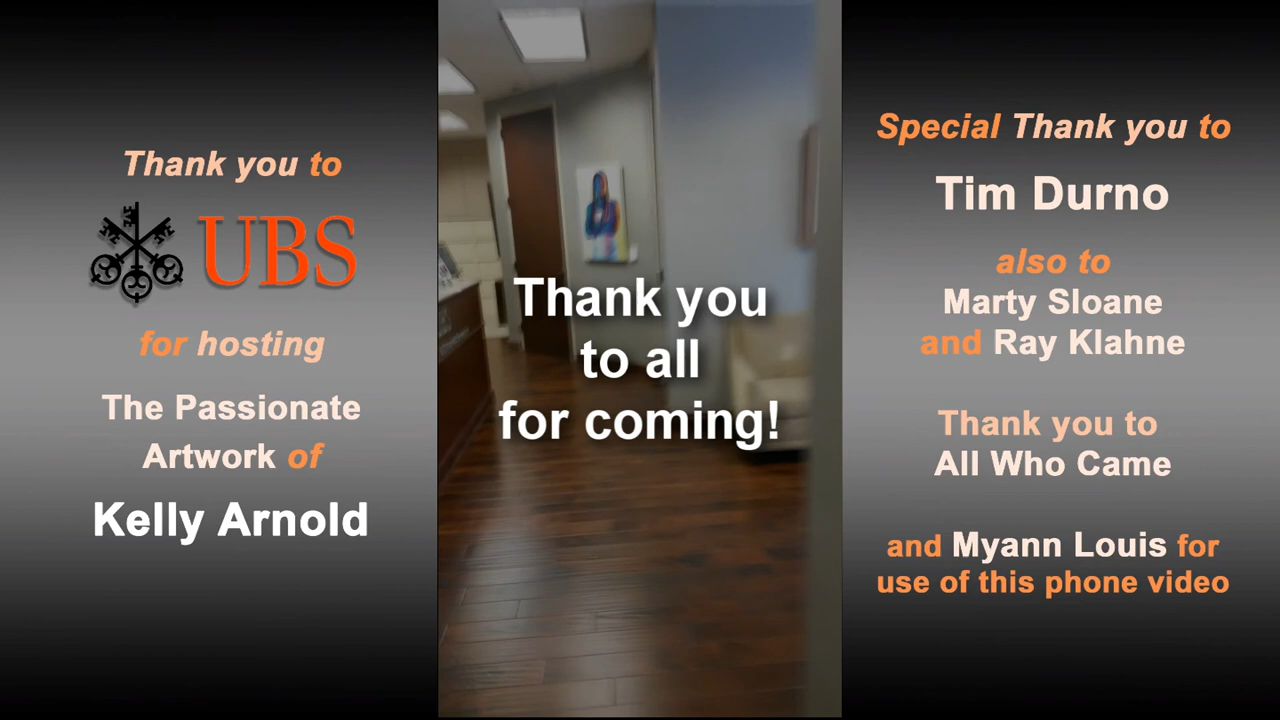 Thank you to
UBS
for hosting
The Passionate
Artwork of
Kelly Arnold
Thank you
to all
for coming!
Special Thank you to
Tim Durno
also to
Marty Sloane
and Ray Klahne
Thank you to
All Who Came
and Myann Louis for
use of this phone video